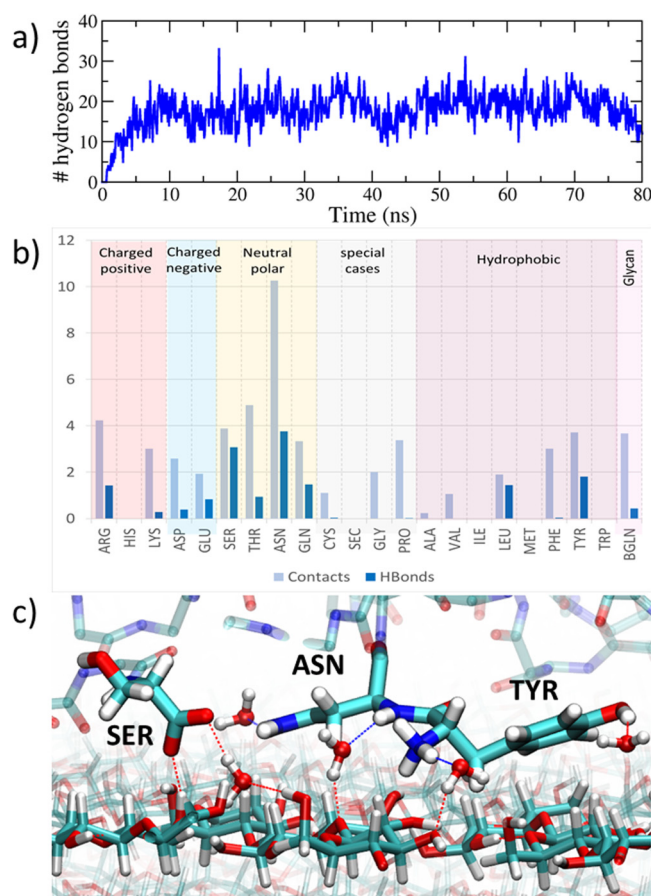 a)
# hydrogen bonds
40
30
20
10
0
0 10 20 30 40 50 60 70 80
Time (ns)
b)
12
10
8
6
4
2
0
Charged positive
Charged negative
Neutral polar
special cases
Hydrophobic
Glycan
ARG HIS LYS ASP GLU SER THR ASN GLN CYS SEC GLY PRO ALA VAL ILE LEU MET PHE TYR TRP BGLN
Contacts HBonds
c)
ASN
TYR
SER